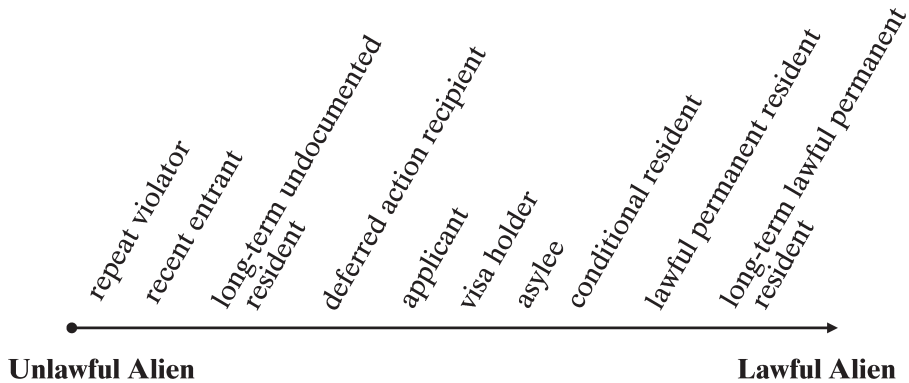 repeat violator
recent entrant
long-term undocumented
resident
deferred action recipient
applicant
visa holder
asylee
conditional resident
lawful permanent resident
long-term lawful permanent
resident
Unlawful Alien
Lawful Alien